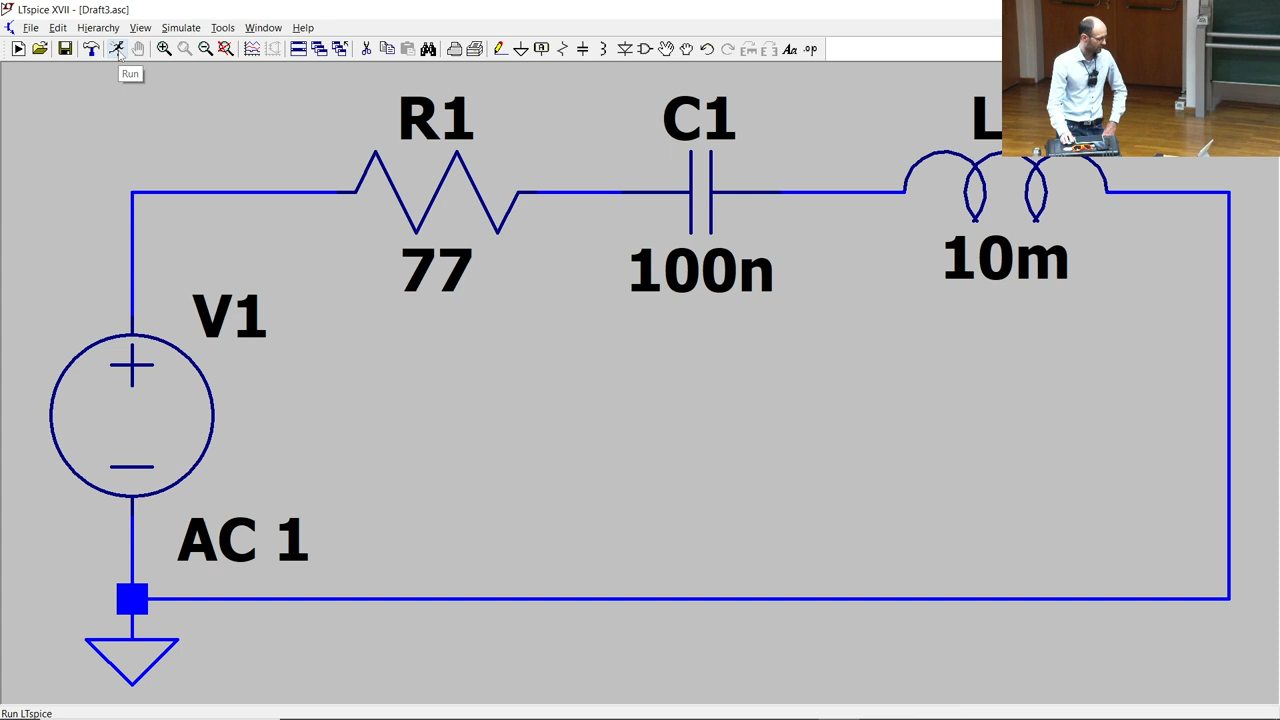 LTspice XVII - [Draft3.asc]
File Edit Hierarchy View Simulate Tools Window Help
Run
R1
C1
L
77
100n
10m
V1
AC 1
Run LTspice